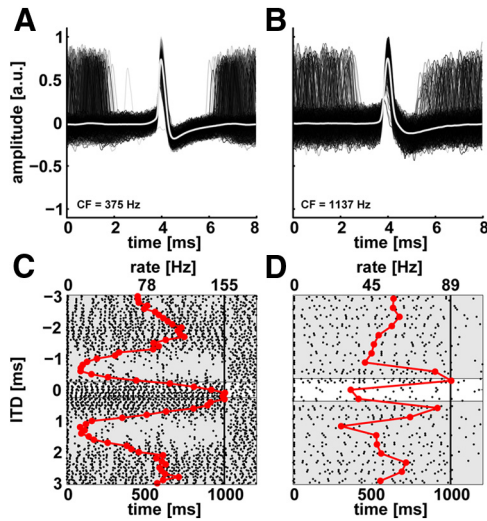 A
B
amplitude [a.u.]
1
0.5
0
−0.5
−1
CF = 375 Hz
CF = 1137 Hz
0 2 4 6 8
0 2 4 6 8
time [ms]
time [ms]
C
D
rate [Hz]
rate [Hz]
0 78 155
0 45 89
ITD [ms]
−3
−2
−1
0
1
2
3
0 500 1000
0 500 1000
time [ms]
time [ms]